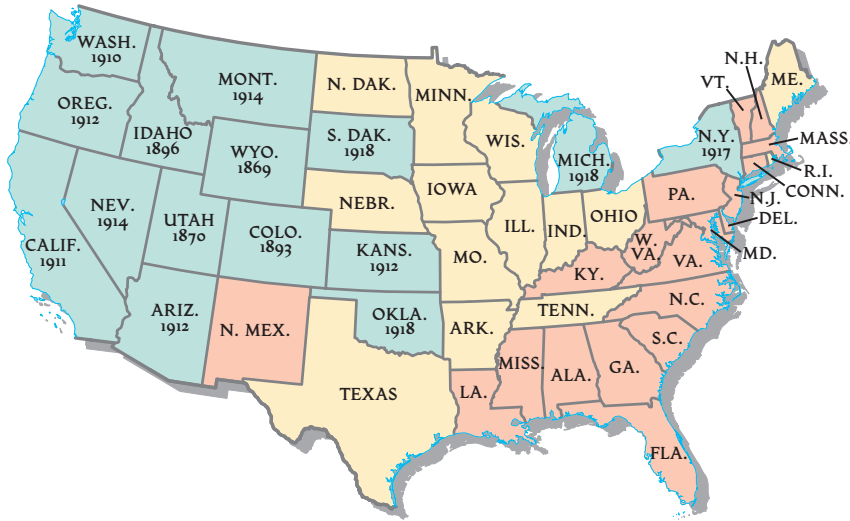 WASH.
1910
OREG.
1912
IDAHO
1896
MONT.
1914
N. DAK.
MINN.
S. DAK.
1918
WYO.
1869
WIS.
MICH.
1918
N.Y.
1917
VT.
N.H.
ME.
MASS.
R.I.
CONN.
N.J.
DEL.
MD.
PA.
NEV.
1914
UTAH
1870
COLO.
1893
NEBR.
IOWA
ILL.
IND.
OHIO
CALIF.
1911
KANS.
1912
MO.
KY.
W.
VA.
VA.
ARIZ.
1912
N. MEX.
OKLA.
1918
ARK.
TENN.
N.C.
S.C.
TEXAS
LA.
MISS.
ALA.
GA.
FLA.